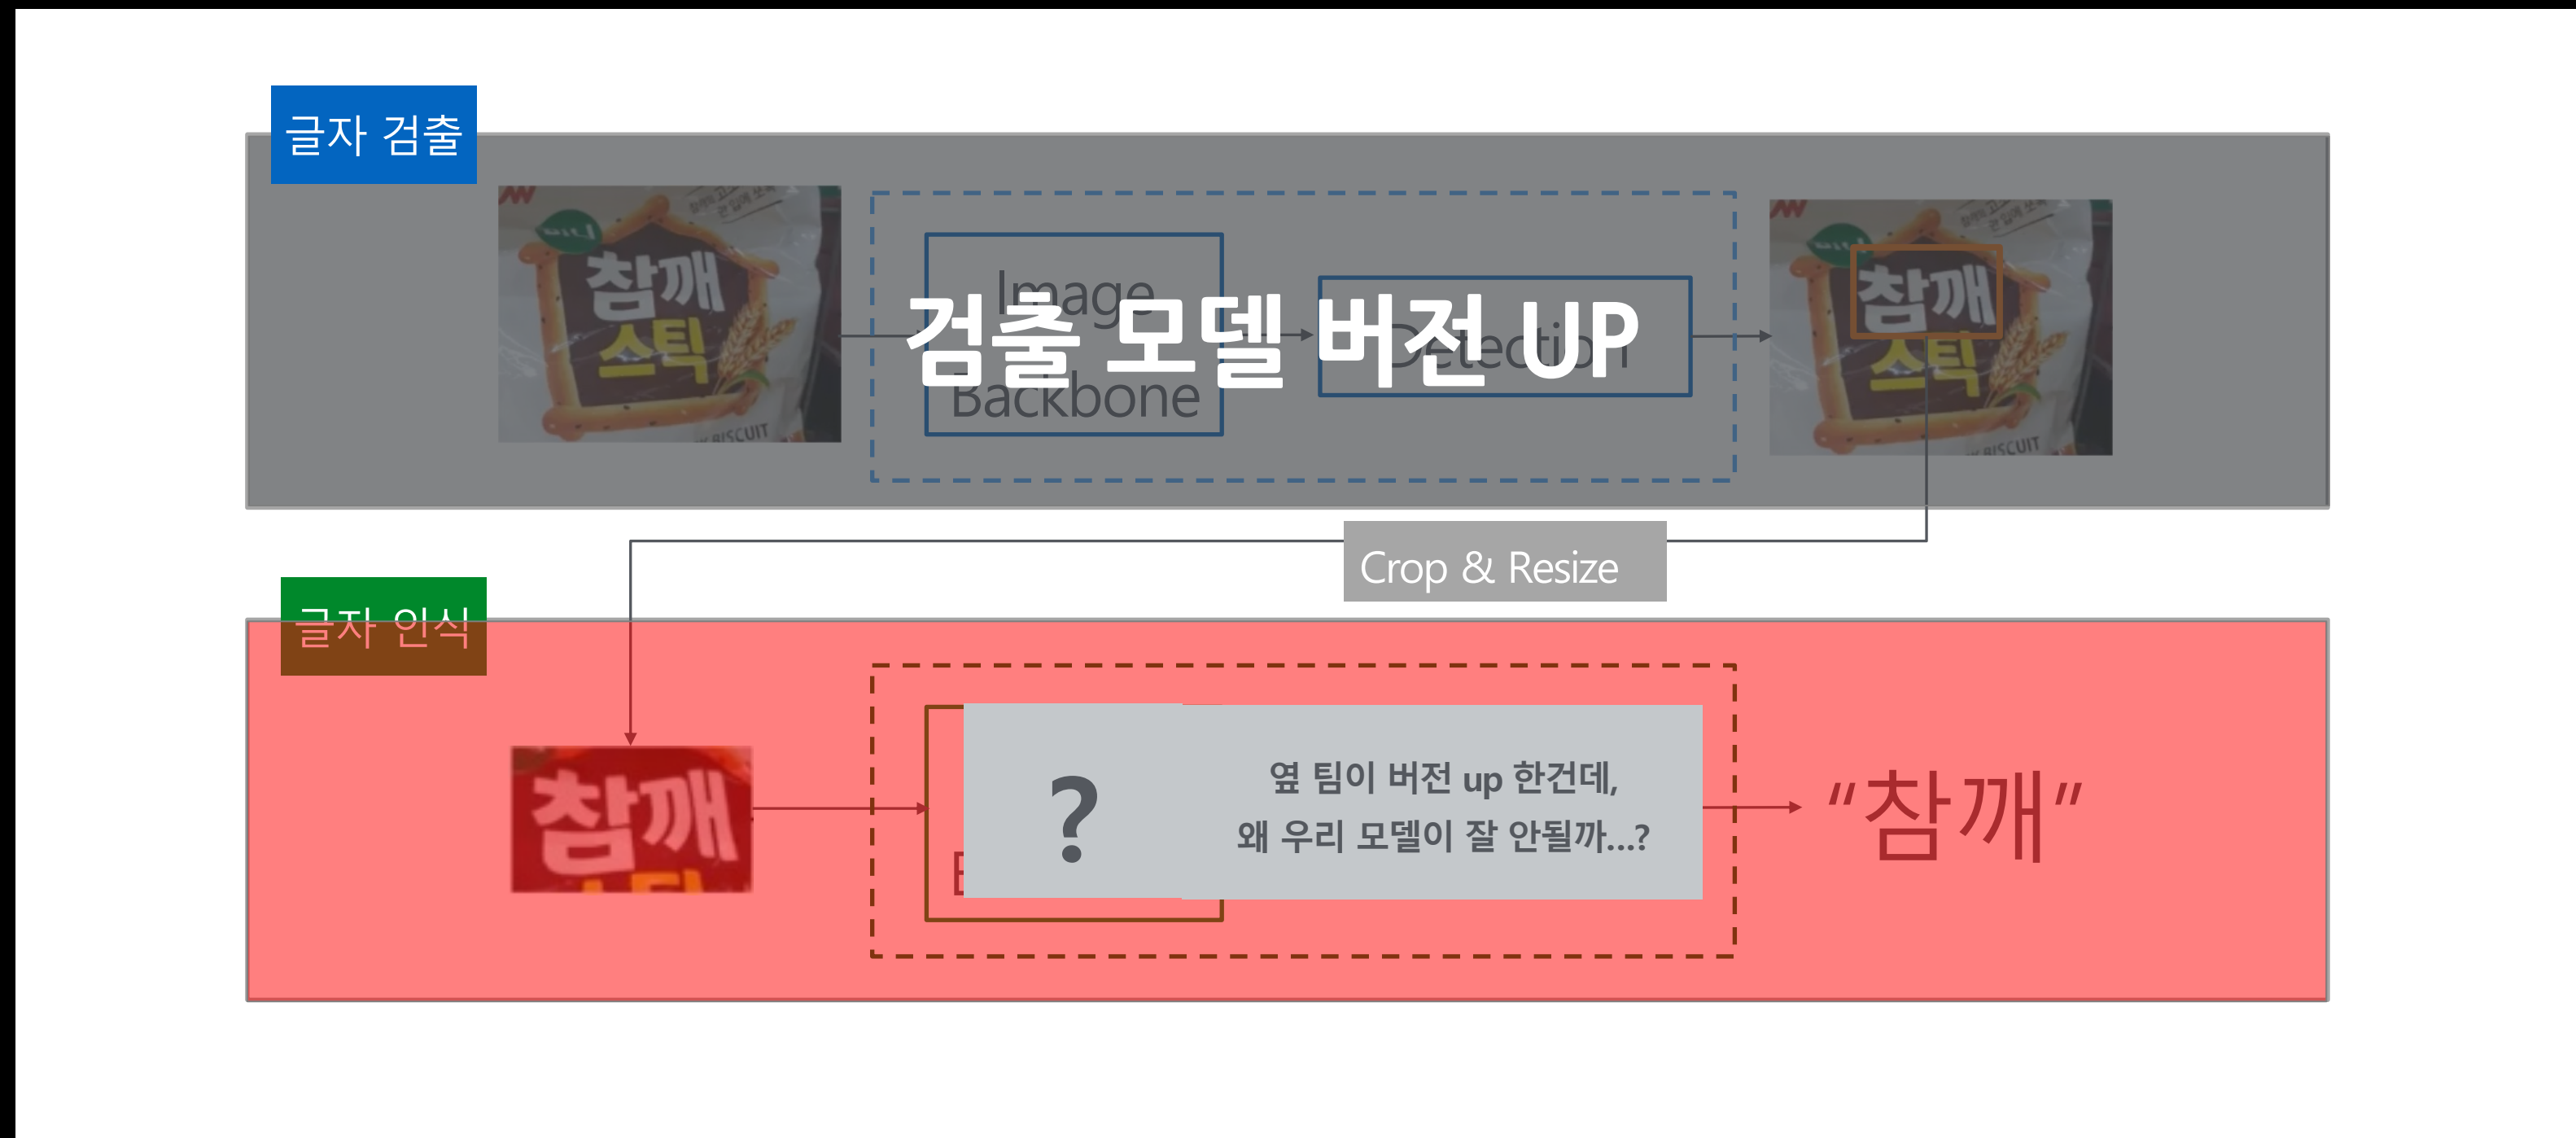 글자 검출
참깨
스틱
BISCUIT
Image
Backbone
Detection
검출 모델 버전 UP
참깨
스틱
BISCUIT
Crop & Resize
글자 인식
참깨
?
옆 팀이 버전 up 한건데,
왜 우리 모델이 잘 안될까...?
“참깨”